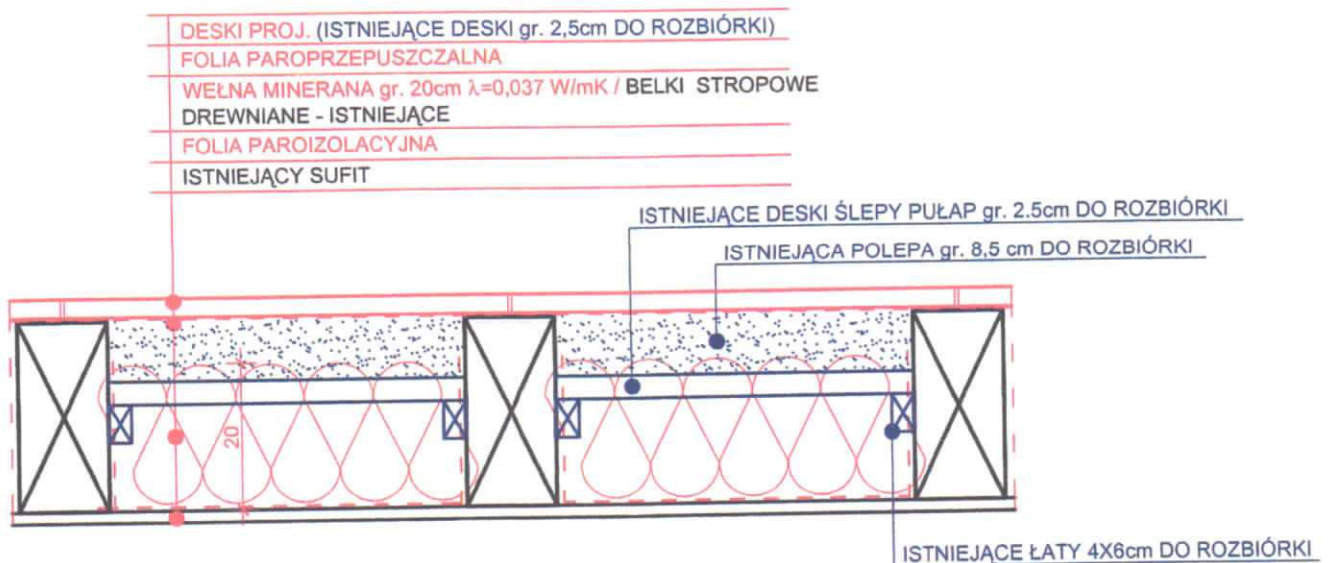 DESKI PROJ. (ISTNIEJĄCE DESKI gr. 2,5cm DO ROZBIÓRKI)
FOLIA PAROPRZEPUSZCZALNA
WEŁNA MINERANA gr. 20cm λ=0,037 W/mK / BELKI STROPOWE
DREWNIANE - ISTNIEJĄCE
FOLIA PAROIZOLACYJNA
ISTNIEJĄCY SUFIT
ISTNIEJĄCE DESKI ŚLEPY PUŁAP gr. 2.5cm DO ROZBIÓRKI
ISTNIEJĄCA POLEPA gr. 8,5 cm DO ROZBIÓRKI
20
ISTNIEJĄCE ŁATY 4X6cm DO ROZBIÓRKI